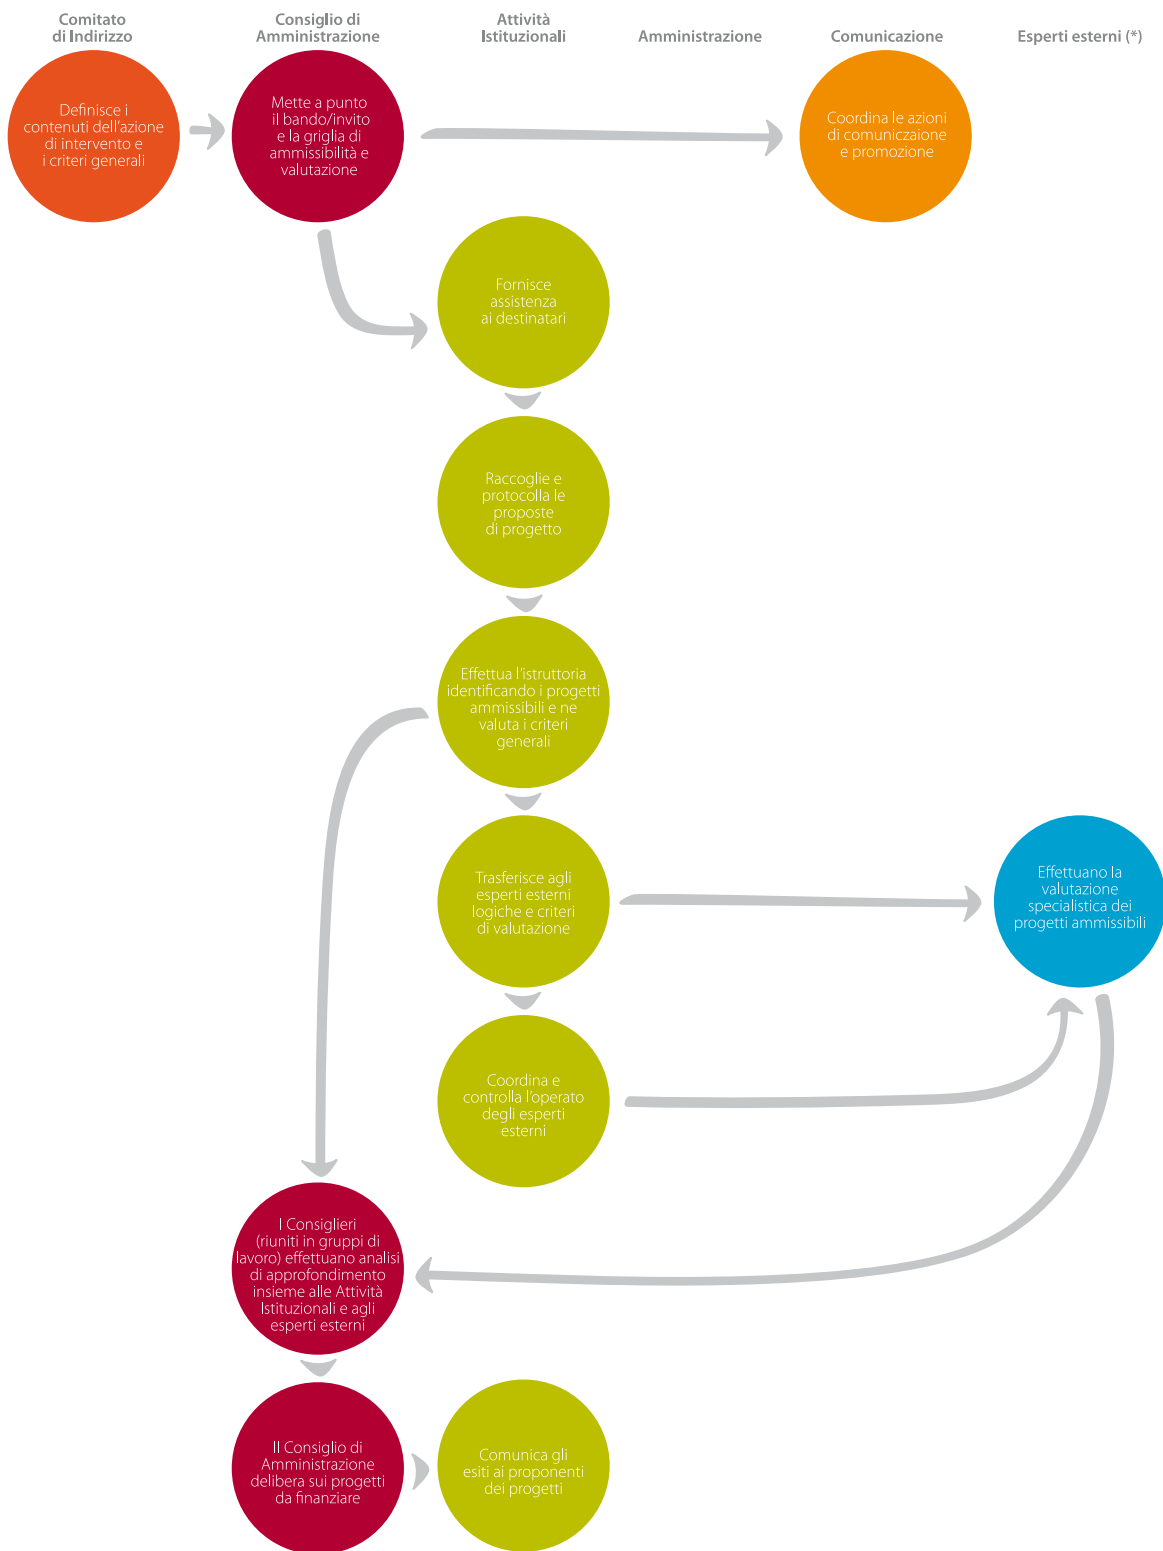 Comitato
di Indirizzo
Consiglio di
Amministrazione
Attività
Istituzionali
Amministrazione
Comunicazione
Esperti esterni (*)
Definisce i
contenuti dell'azione
di intervento e
i criteri generali
Mette a punto
il bando/invito
e la griglia di
ammissibilità e
valutazione
Coordina le azioni
di comuniczaione
e promozione
Fornisce
assistenza
ai destinatari
Raccoglie e
protocolla le
proposte
di progetto
Effettua l'istruttoria
identificando i progetti
ammissibili e ne
valuta i criteri
generali
Trasferisce agli
esperti esterni
logiche e criteri
di valutazione
Effettuano la
valutazione
specialistica dei
progetti ammissibili
Coordina e
controlla l'operato
degli esperti
esterni
I Consiglieri
(riuniti in gruppi di
lavoro) effettuano analisi
di approfondimento
insieme alle Attività
Istituzionali e agli
esperti esterni
Il Consiglio di
Amministrazione
delibera sui progetti
da finanziare
Comunica gli
esiti ai proponenti
dei progetti